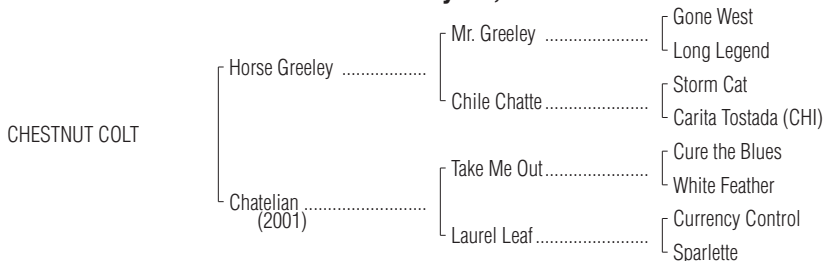 Gone West
Mr. Greeley ...........................
Long Legend
Horse Greeley ...................
Storm Cat
Chile Chatte ...........................
Carita Tostada (CHI)
CHESTNUT COLT
Cure the Blues
Take Me Out...........................
White Feather
Chatelian ............................
(2001)
Currency Control
Laurel Leaf.............................
Sparlette